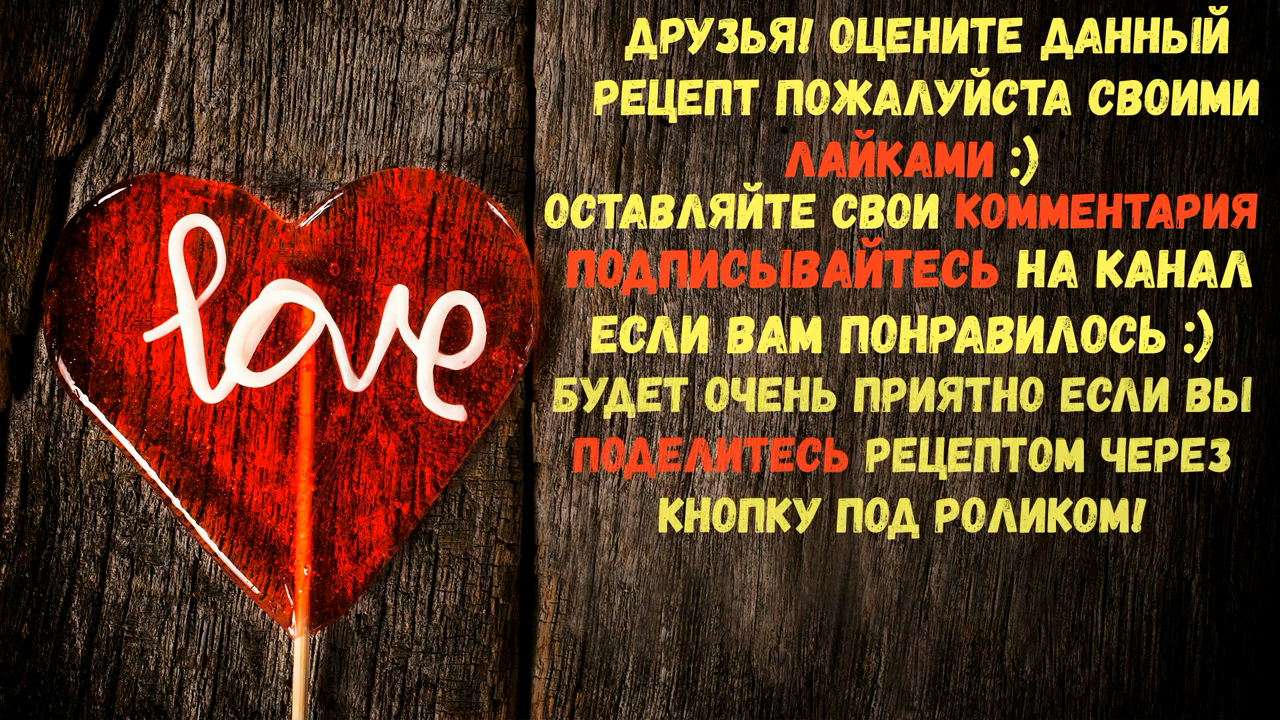 love
ДРУЗЬЯ! ОЦЕНИТЕ ДАННЫЙ
РЕЦЕПТ ПОЖАЛУЙСТА СВОИМИ
ЛАЙКАМИ :)
ОСТАВЛЯЙТЕ СВОИ КОММЕНТАРИЯ
ПОДПИСЫВАЙТЕСЬ НА КАНАЛ
ЕСЛИ ВАМ ПОНРАВИЛОСЬ :)
БУДЕТ ОЧЕНЬ ПРИЯТНО ЕСЛИ ВЫ
ПОДЕЛИТЕСЬ РЕЦЕПТОМ ЧЕРЕЗ
КНОПКУ ПОД РОЛИКОМ!